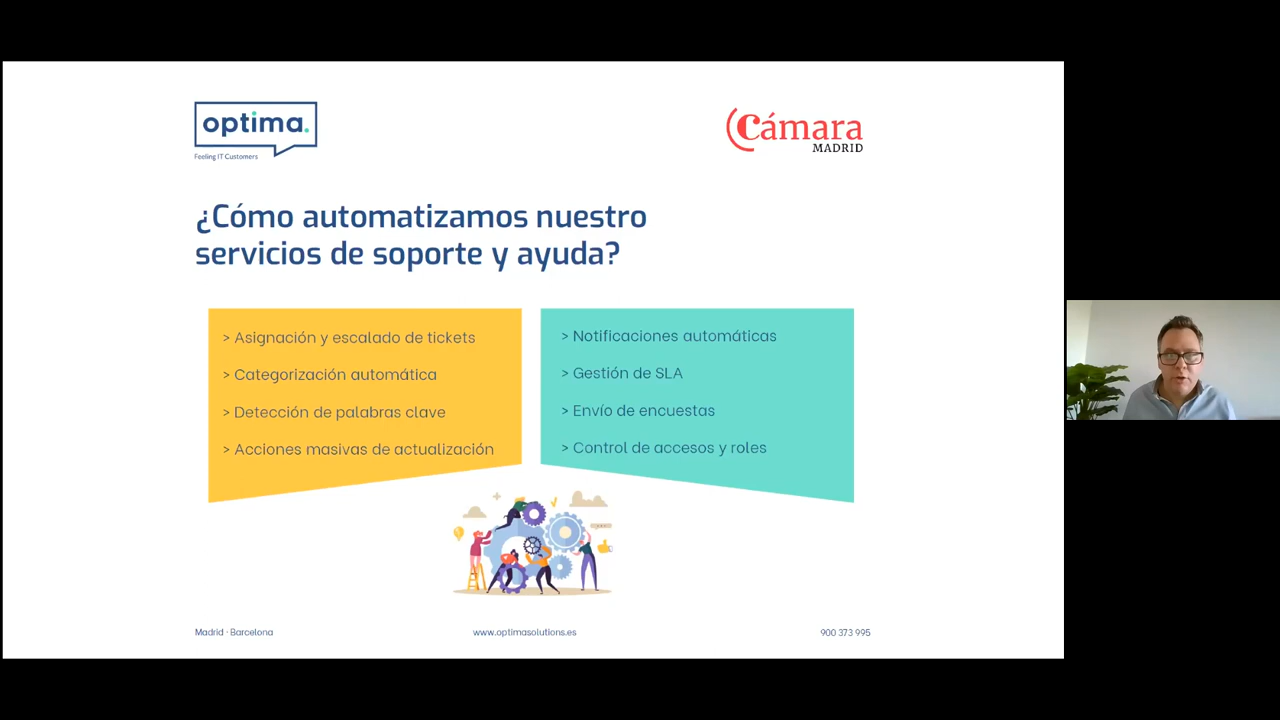 optima.
Feeling IT Customers
Cámara
MADRID
¿Cómo automatizamos nuestro
servicios de soporte y ayuda?
> Asignación y escalado de tickets
> Categorización automática
> Detección de palabras clave
> Acciones masivas de actualización
> Notificaciones automáticas
> Gestión de SLA
> Envío de encuestas
> Control de accesos y roles
Madrid · Barcelona
www.optimasolutions.es
900 373 995